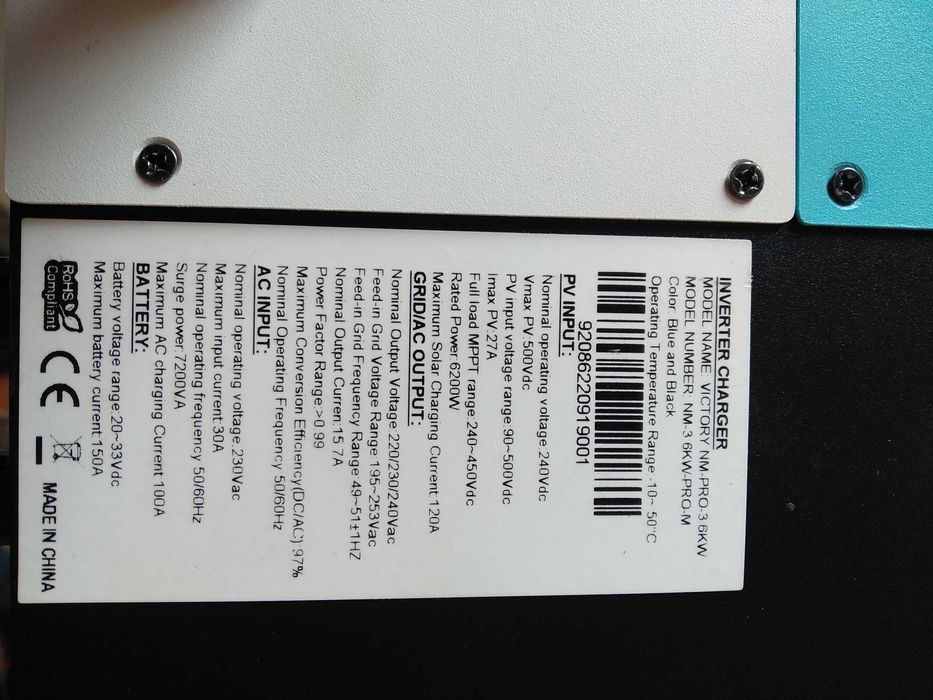 INVERTER CHARGER
MODEL NAME: VICTORY NM-PRO-3.6KW
MODEL NUMBER: NM-3.6KW-PRO-M
Color: Blue and Black
Operating Temperature Range -10~ 50°C
92086220919001
PV INPUT:
Nominal operating voltage:240Vdc
Vmax PV:500Vdc
PV input voltage range:90~500Vdc
Imax PV:27A
Full load MPPT range:240~450Vdc
Rated Power:6200W
Maximum Solar Charging Current:120A
GRID/AC OUTPUT:
Nominal Output Voltage:220/230/240Vac
Feed-in Grid Voltage Range 195~253Vac
Feed-in Grid Frequency Range 49~51±1HZ
Nominal Output Curren:15.7A
Power Factor Range:>0.99
Maximum Conversion Efficiency(DC/AC) 97%
AC INPUT:
Nominal Operating Frequency 50/60Hz
Nominal operating voltage:230Vac
Maximum input current:30A
Nominal operating frequency 50/60Hz
Surge power:7200VA
Maximum AC charging Current:100A
BATTERY:
Battery voltage range:20~33Vdc
Maximum battery current:150A
RoHS
Compliant
CE
MADE IN CHINA